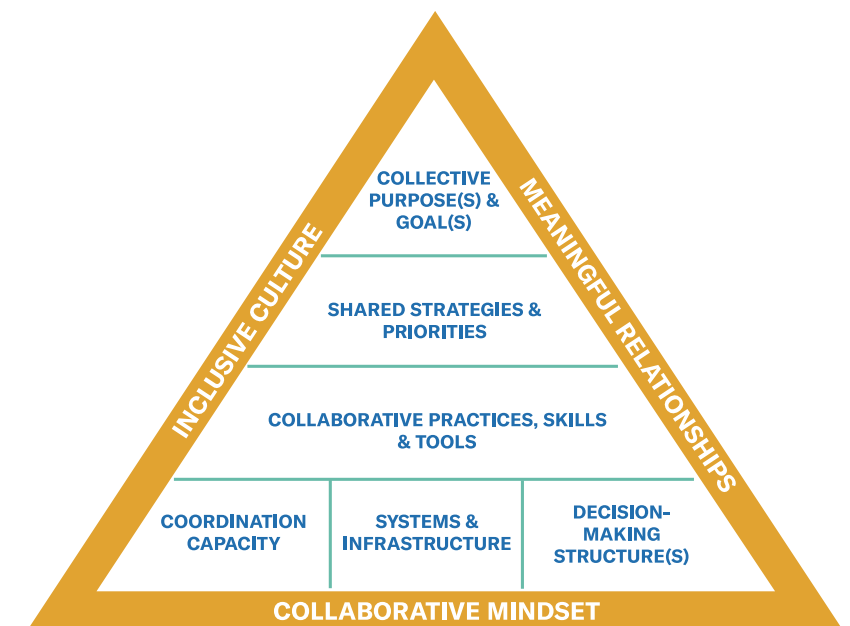 COLLECTIVE
PURPOSE(S) &
GOAL(S)
INCLUSIVE CULTURE
MEANINGFUL RELATIONSHIPS
SHARED STRATEGIES &
PRIORITIES
COLLABORATIVE PRACTICES, SKILLS
& TOOLS
COORDINATION
CAPACITY
SYSTEMS &
INFRASTRUCTURE
DECISION-
MAKING
STRUCTURE(S)
COLLABORATIVE MINDSET